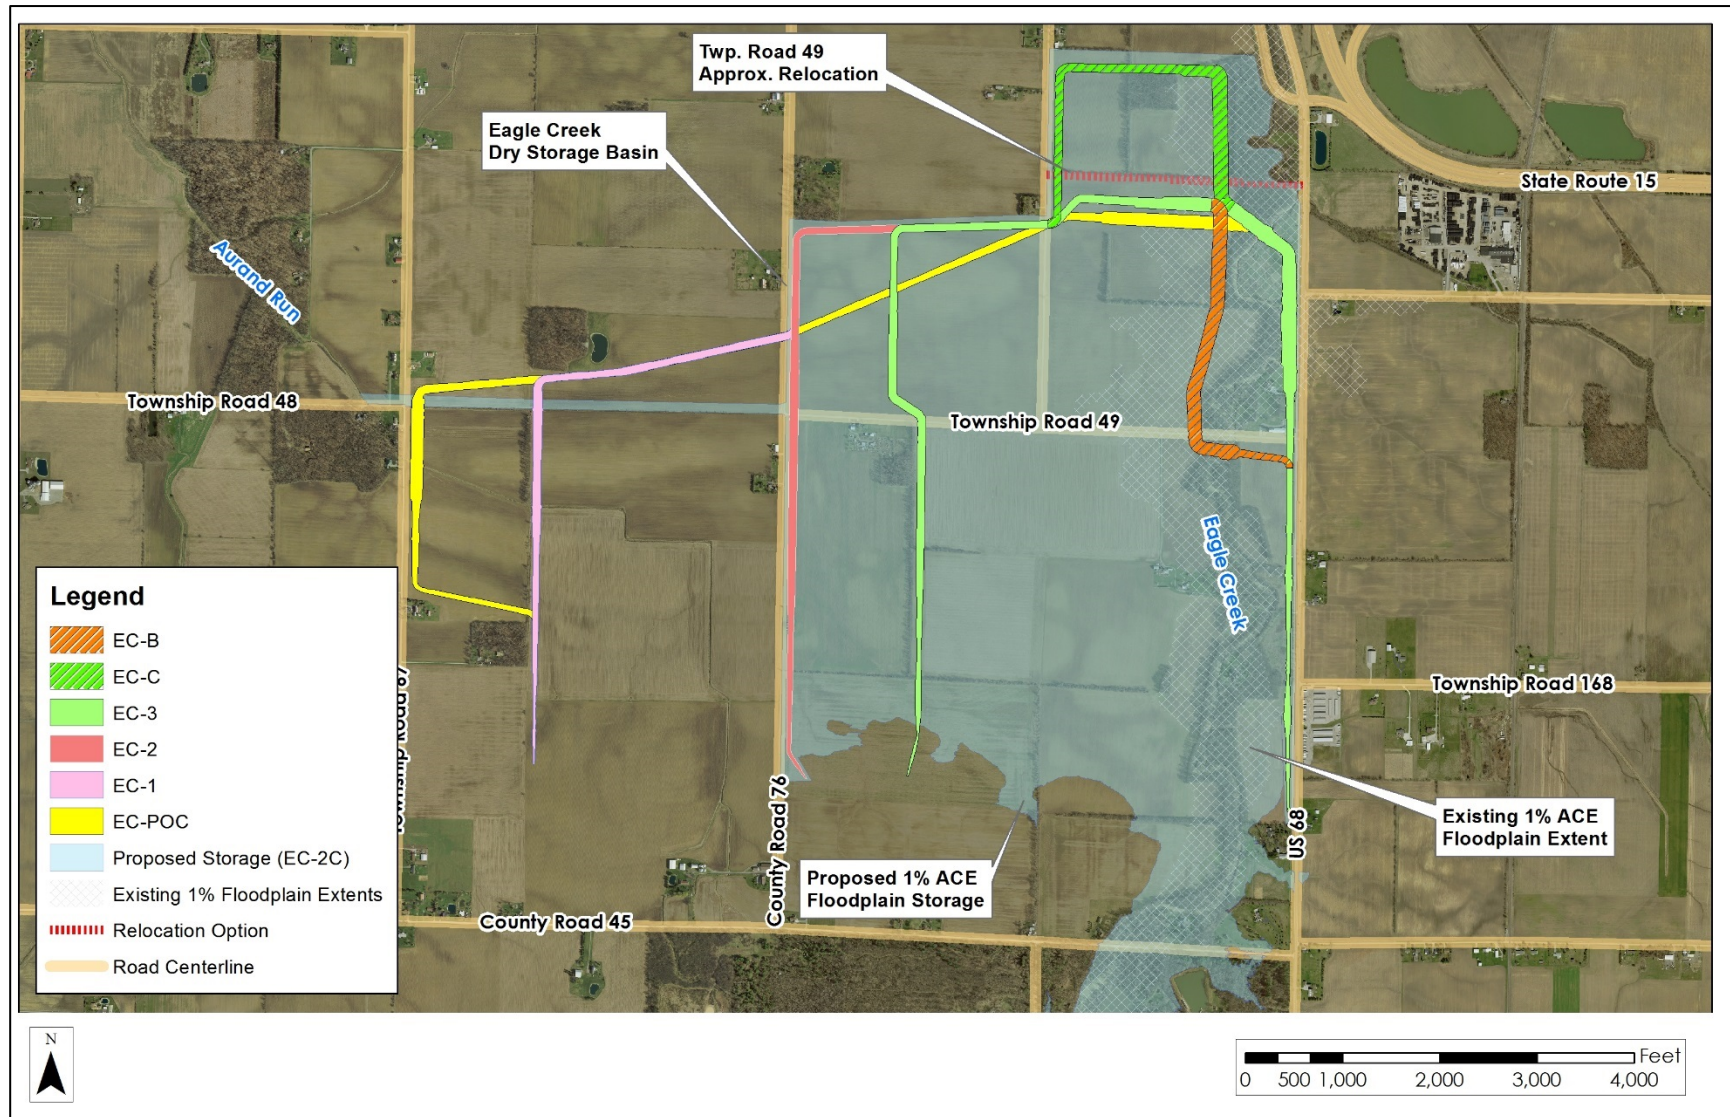 Twp. Road 49
Approx. Relocation
Eagle Creek
Dry Storage Basin
State Route 15
Aurand Run
Township Road 48
Township Road 49
Eagle Creek
Township Road 168
County Road 76
US 68
Existing 1% ACE
Floodplain Extent
Proposed 1% ACE
Floodplain Storage
County Road 45
Legend
EC-B
EC-C
EC-3
EC-2
EC-1
EC-POC
Proposed Storage (EC-2C)
Existing 1% Floodplain Extents
Relocation Option
Road Centerline
N
Feet
0 500 1,000 2,000 3,000 4,000